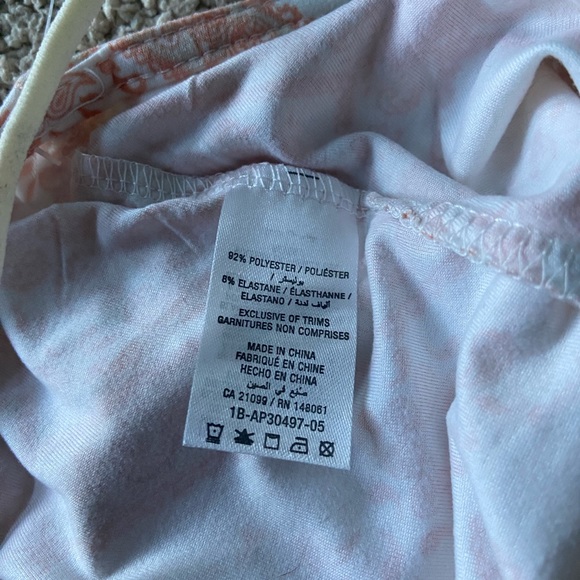 92% POLYESTER / POLIÉSTER
/ بوليستر
8% ELASTANE / ÉLASTHANNE /
ELASTANO / ألياف لدنة
EXCLUSIVE OF TRIMS
GARNITURES NON COMPRISES
MADE IN CHINA
FABRIQUÉ EN CHINE
HECHO EN CHINA
صنع في الصين
CA 21099 / RN 148061
1B-AP30497-05